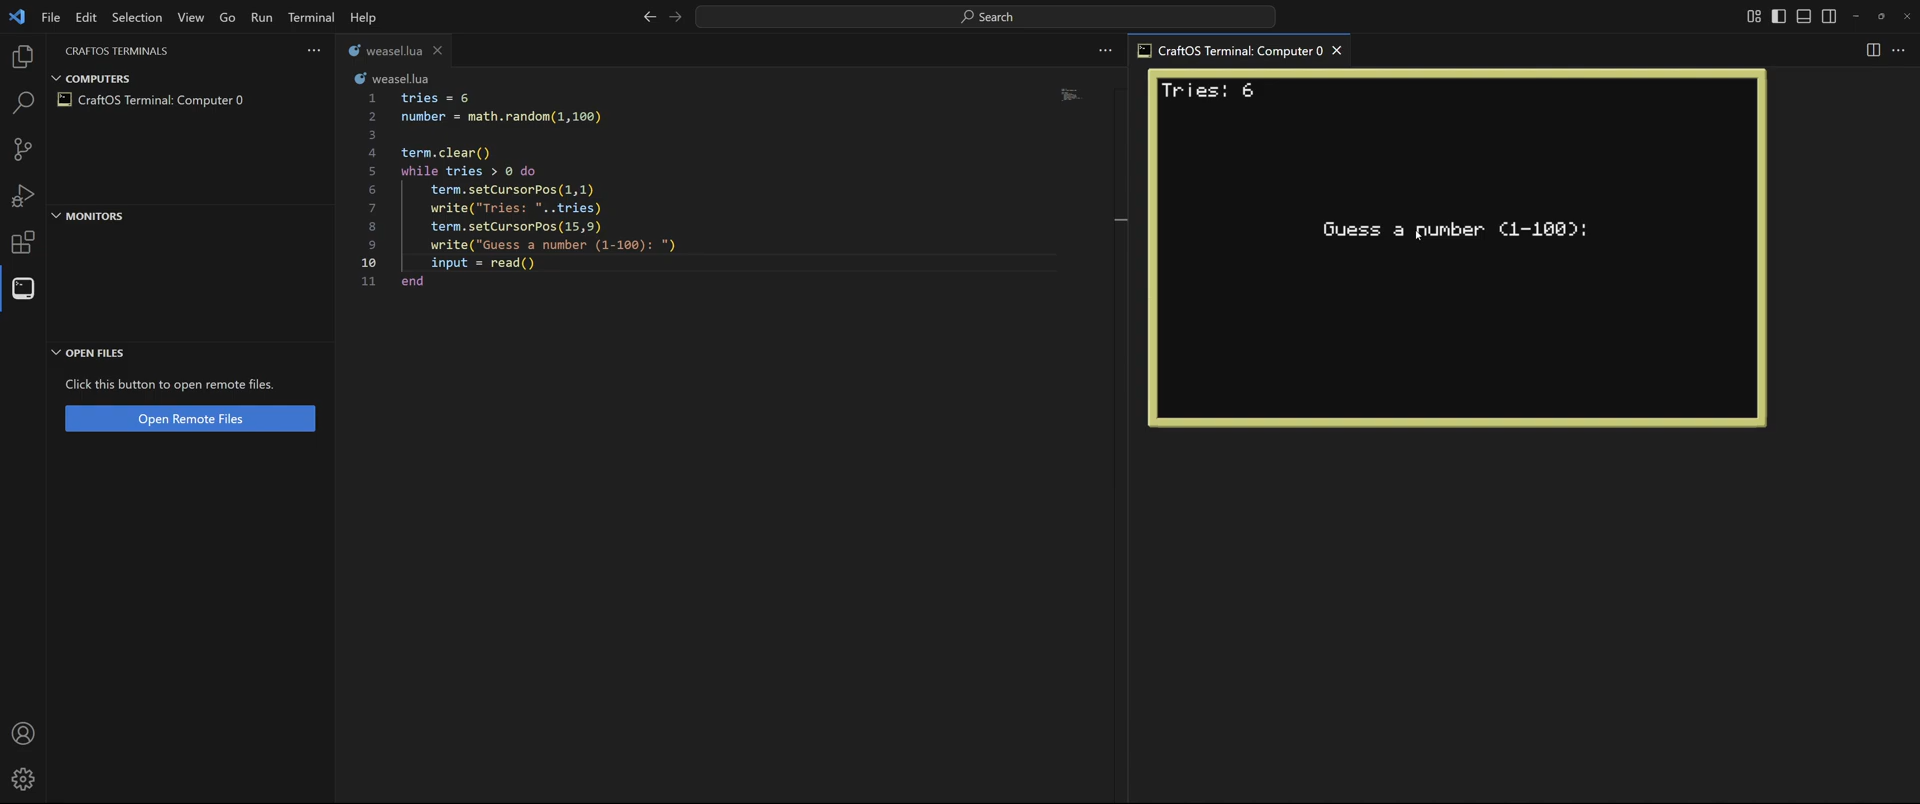 File Edit Selection View Go Run Terminal Help
Search
CRAFTOS TERMINALS
COMPUTERS
CraftOS Terminal: Computer 0
MONITORS
OPEN FILES
Click this button to open remote files.
Open Remote Files
weasel.lua
weasel.lua
1 tries = 6
2 number = math.random(1,100)
3
4 term.clear()
5 while tries > 0 do
6 term.setCursorPos(1,1)
7 write("Tries: "..tries)
8 term.setCursorPos(15,9)
9 write("Guess a number (1-100): ")
10 input = read()
11 end
CraftOS Terminal: Computer 0
Tries: 6
Guess a number (1-100):